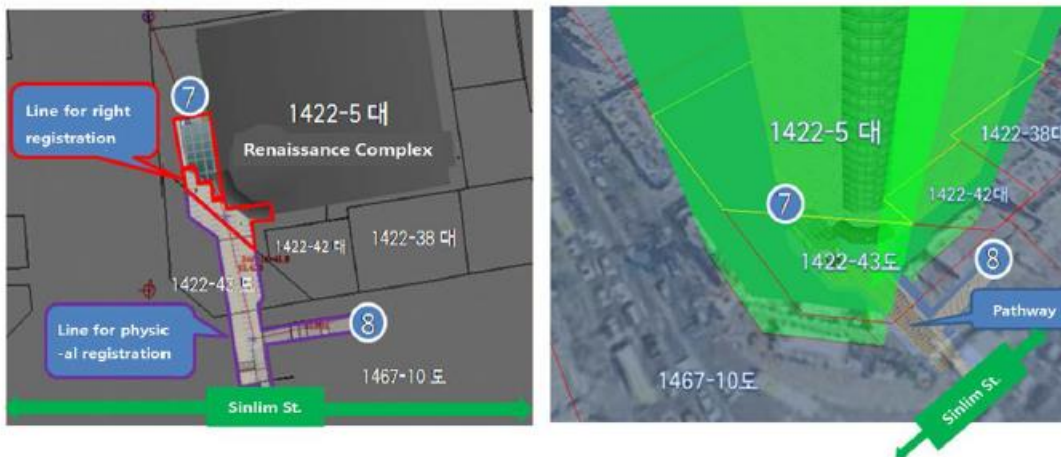 7
Line for right
registration
1422-5 대
Renaissance Complex
1422-42 대
1422-38 대
1422-43 도
8
Line for physic
-al registration
1467-10 도
Sinlim St.
1422-5 대
1422-38대
7
1422-42대
1422-43도
8
Pathway
1467-10도
Sinlim St.